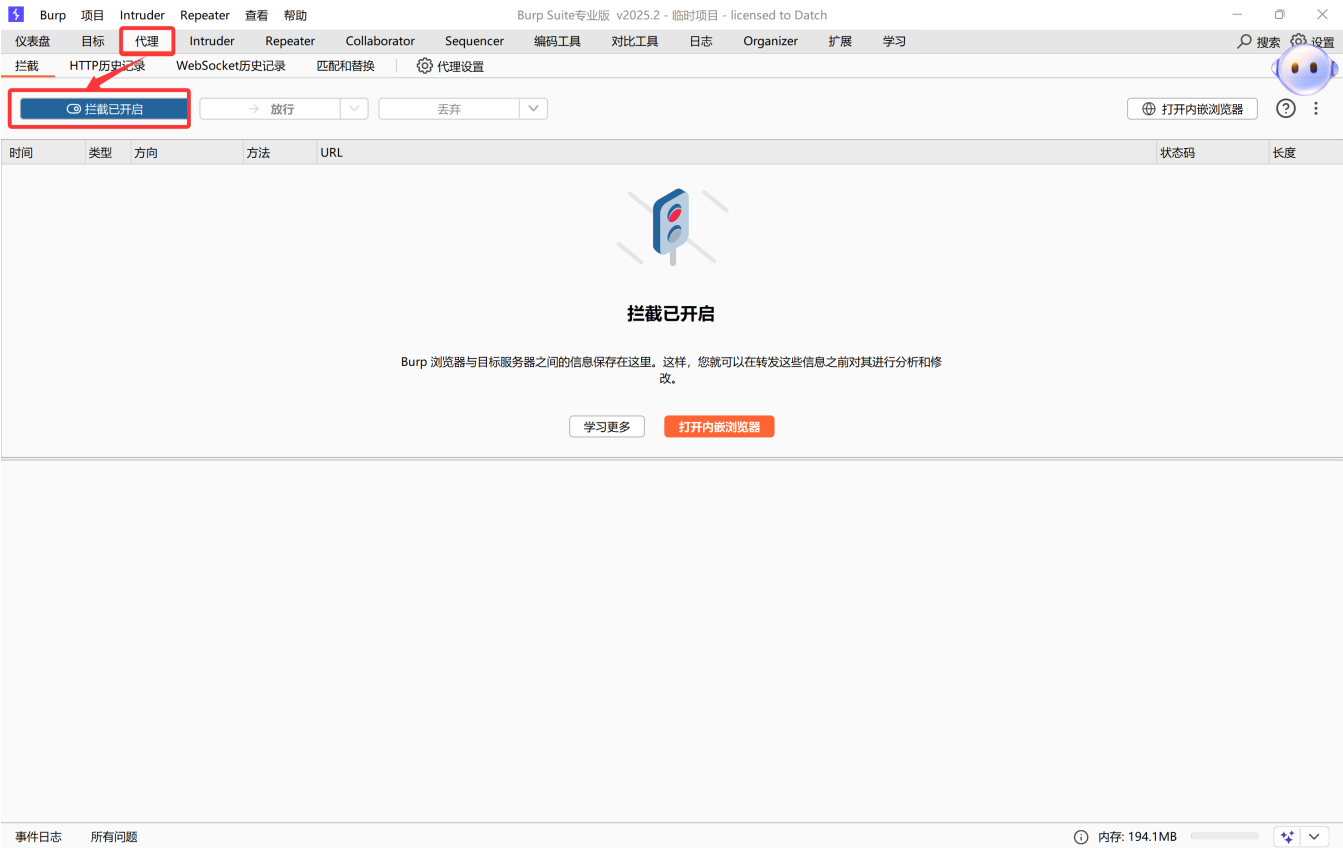 Burp 项目 Intruder Repeater 查看 帮助 Burp Suite专业版 v2025.2 - 临时项目 - licensed to Datch
仪表盘 目标 代理 Intruder Repeater Collaborator Sequencer 编码工具 对比工具 日志 Organizer 扩展 学习 搜索 设置
拦截 HTTP历史记录 WebSocket历史记录 匹配和替换 代理设置
拦截已开启 放行 丢弃 打开内嵌浏览器
时间 类型 方向 方法 URL 状态码 长度
拦截已开启
Burp 浏览器与目标服务器之间的信息保存在这里。这样，您就可以在转发这些信息之前对其进行分析和修
改。
学习更多 打开内嵌浏览器
事件日志 所有问题 内存: 194.1MB